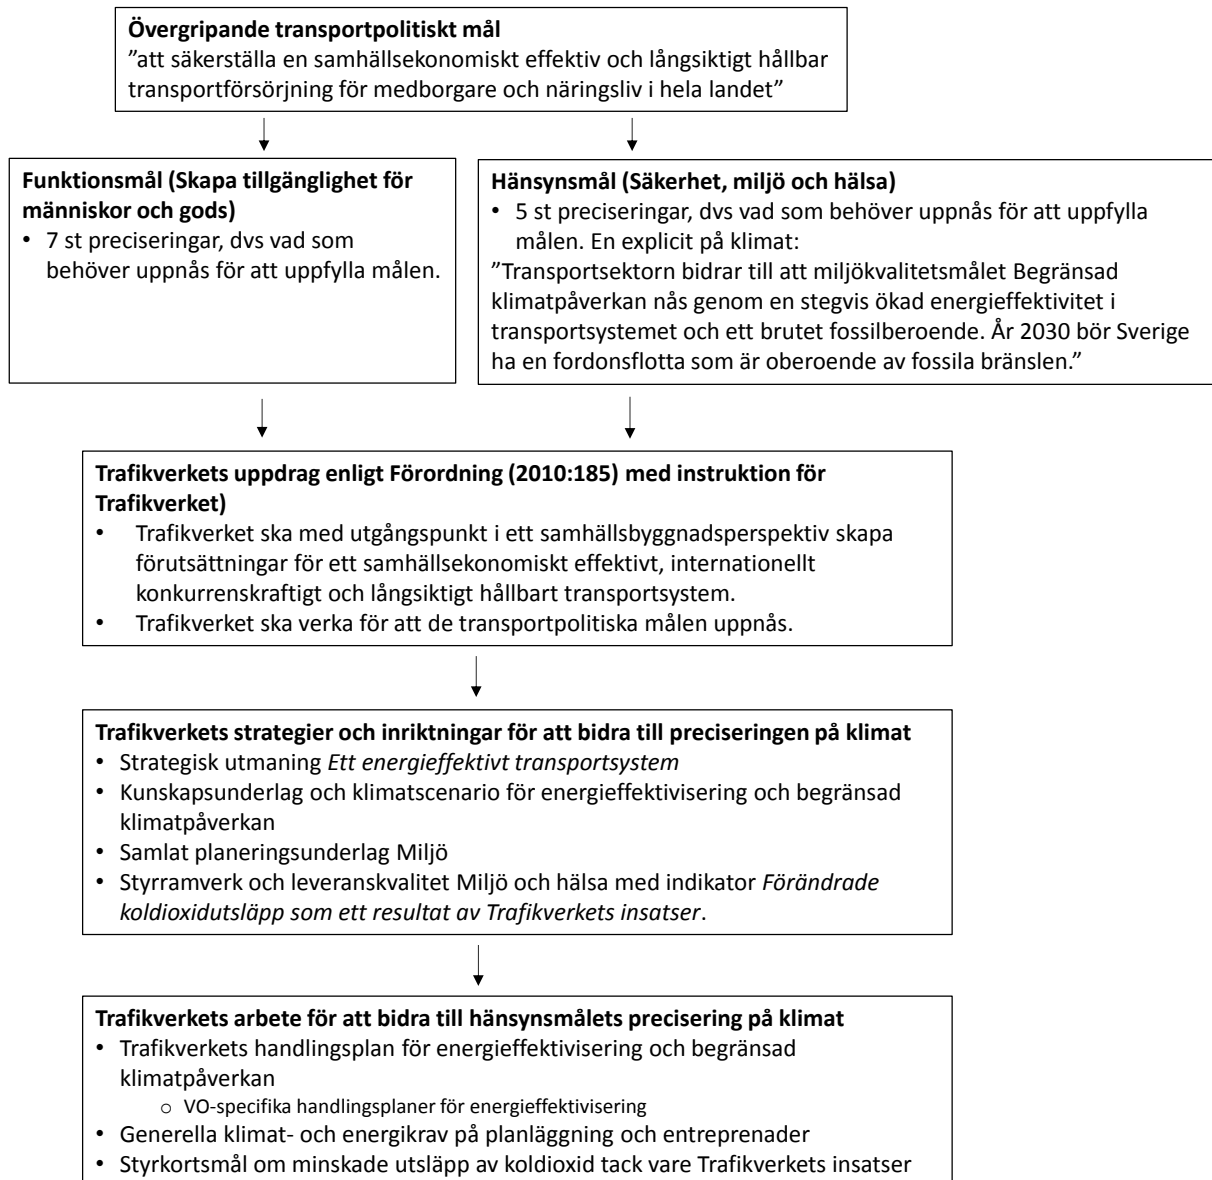 Övergripande transportpolitiskt mål
”att säkerställa en samhällsekonomiskt effektiv och långsiktigt hållbar
transportförsörjning för medborgare och näringsliv i hela landet”
Funktionsmål (Skapa tillgänglighet för
människor och gods)
• 7 st preciseringar, dvs vad som
behöver uppnås för att uppfylla målen.
Hänsynsmål (Säkerhet, miljö och hälsa)
• 5 st preciseringar, dvs vad som behöver uppnås för att uppfylla
målen. En explicit på klimat:
”Transportsektorn bidrar till att miljökvalitetsmålet Begränsad
klimatpåverkan nås genom en stegvis ökad energieffektivitet i
transportsystemet och ett brutet fossilberoende. År 2030 bör Sverige
ha en fordonsflotta som är oberoende av fossila bränslen.”
Trafikverkets uppdrag enligt Förordning (2010:185) med instruktion för
Trafikverket)
• Trafikverket ska med utgångspunkt i ett samhällsbyggnadsperspektiv skapa
förutsättningar för ett samhällsekonomiskt effektivt, internationellt
konkurrenskraftigt och långsiktigt hållbart transportsystem.
• Trafikverket ska verka för att de transportpolitiska målen uppnås.
Trafikverkets strategier och inriktningar för att bidra till preciseringen på klimat
• Strategisk utmaning Ett energieffektivt transportsystem
• Kunskapsunderlag och klimatscenario för energieffektivisering och begränsad
klimatpåverkan
• Samlat planeringsunderlag Miljö
• Styrramverk och leveranskvalitet Miljö och hälsa med indikator Förändrade
koldioxidutsläpp som ett resultat av Trafikverkets insatser.
Trafikverkets arbete för att bidra till hänsynsmålets precisering på klimat
• Trafikverkets handlingsplan för energieffektivisering och begränsad
klimatpåverkan
o VO-specifika handlingsplaner för energieffektivisering
• Generella klimat- och energikrav på planläggning och entreprenader
• Styrkortsmål om minskade utsläpp av koldioxid tack vare Trafikverkets insatser